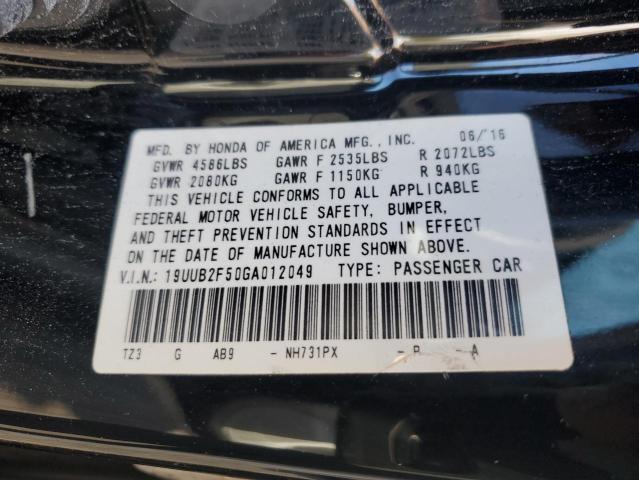 MFD. BY HONDA OF AMERICA MFG., INC. 06/'16
GVWR 4586LBS GAWR F 2535LBS R 2072LBS
GVWR 2080KG GAWR F 1150KG R 940KG
THIS VEHICLE CONFORMS TO ALL APPLICABLE
FEDERAL MOTOR VEHICLE SAFETY, BUMPER,
AND THEFT PREVENTION STANDARDS IN EFFECT
ON THE DATE OF MANUFACTURE SHOWN ABOVE.
V.I.N.: 19UUB2F50GA012049 TYPE: PASSENGER CAR
TZ3 G AB9 - NH731PX - B - A